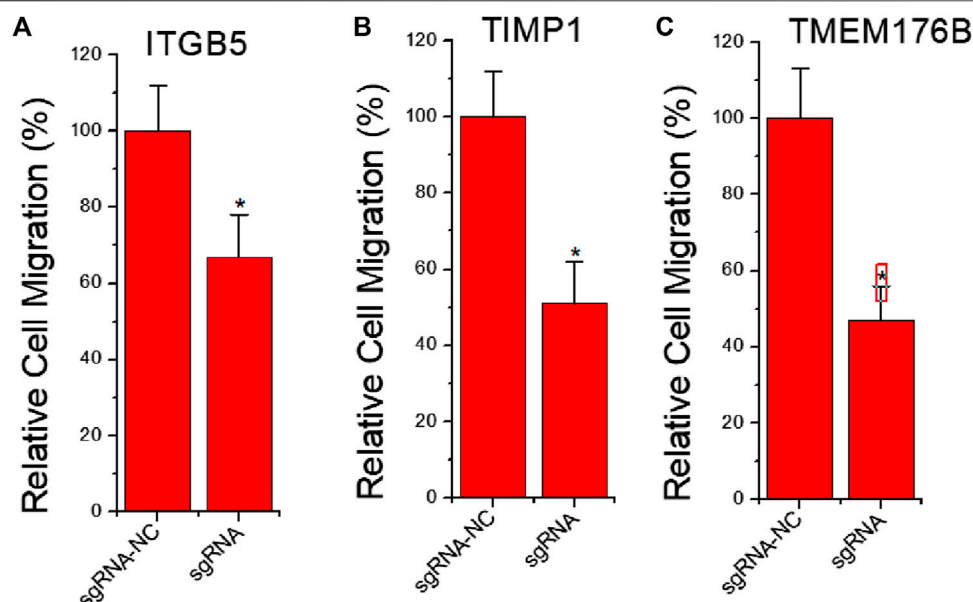 A
ITGB5
Relative Cell Migration (%)
120
100
80
60
40
20
0
*
sgRNA-NC
sgRNA
B
TIMP1
Relative Cell Migration (%)
120
100
80
60
40
20
0
*
sgRNA-NC
sgRNA
C
TMEM176B
Relative Cell Migration (%)
120
100
80
60
40
20
0
*
sgRNA-NC
sgRNA